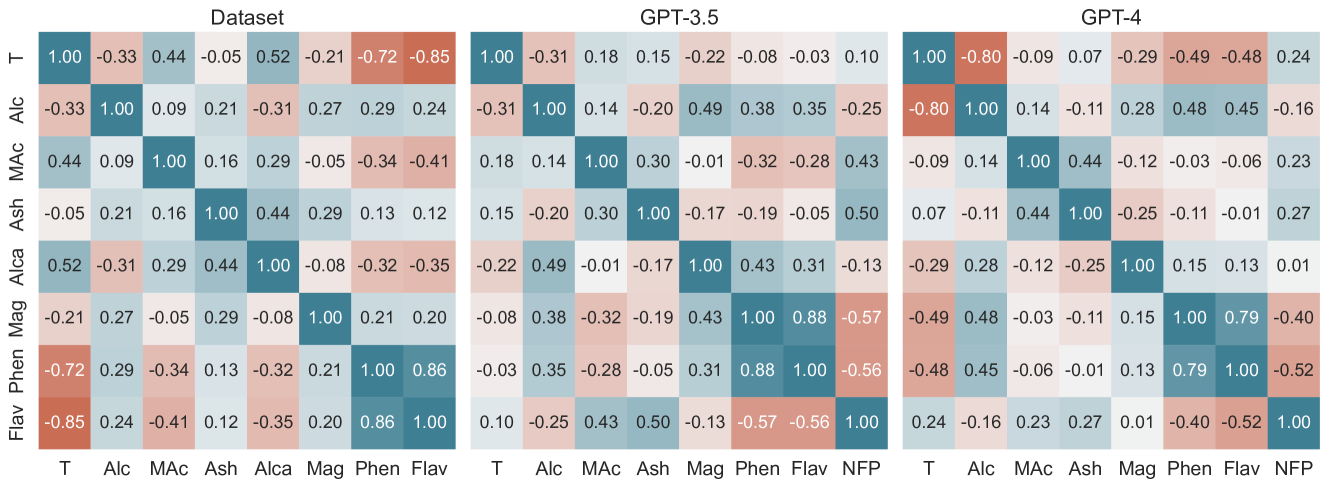 Dataset GPT-3.5 GPT-4
T 1.00 -0.33 0.44 -0.05 0.52 -0.21 -0.72 -0.85 1.00 -0.31 0.18 0.15 -0.22 -0.08 -0.03 0.10 1.00 -0.80 -0.09 0.07 -0.29 -0.49 -0.48 0.24
Alc -0.33 1.00 0.09 0.21 -0.31 0.27 0.29 0.24 -0.31 1.00 0.14 -0.20 0.49 0.38 0.35 -0.25 -0.80 1.00 0.14 -0.11 0.28 0.48 0.45 -0.16
MAc 0.44 0.09 1.00 0.16 0.29 -0.05 -0.34 -0.41 0.18 0.14 1.00 0.30 -0.01 -0.32 -0.28 0.43 -0.09 0.14 1.00 0.44 -0.12 -0.03 -0.06 0.23
Ash -0.05 0.21 0.16 1.00 0.44 0.29 0.13 0.12 0.15 -0.20 0.30 1.00 -0.17 -0.19 -0.05 0.50 0.07 -0.11 0.44 1.00 -0.25 -0.11 -0.01 0.27
Alca 0.52 -0.31 0.29 0.44 1.00 -0.08 -0.32 -0.35 -0.22 0.49 -0.01 -0.17 1.00 0.43 0.31 -0.13 -0.29 0.28 -0.12 -0.25 1.00 0.15 0.13 0.01
Mag -0.21 0.27 -0.05 0.29 -0.08 1.00 0.21 0.20 -0.08 0.38 -0.32 -0.19 0.43 1.00 0.88 -0.57 -0.49 0.48 -0.03 -0.11 0.15 1.00 0.79 -0.40
Phen -0.72 0.29 -0.34 0.13 -0.32 0.21 1.00 0.86 -0.03 0.35 -0.28 -0.05 0.31 0.88 1.00 -0.56 -0.48 0.45 -0.06 -0.01 0.13 0.79 1.00 -0.52
Flav -0.85 0.24 -0.41 0.12 -0.35 0.20 0.86 1.00 0.10 -0.25 0.43 0.50 -0.13 -0.57 -0.56 1.00 0.24 -0.16 0.23 0.27 0.01 -0.40 -0.52 1.00
T Alc MAc Ash Alca Mag Phen Flav T Alc MAc Ash Mag Phen Flav NFP T Alc MAc Ash Mag Phen Flav NFP